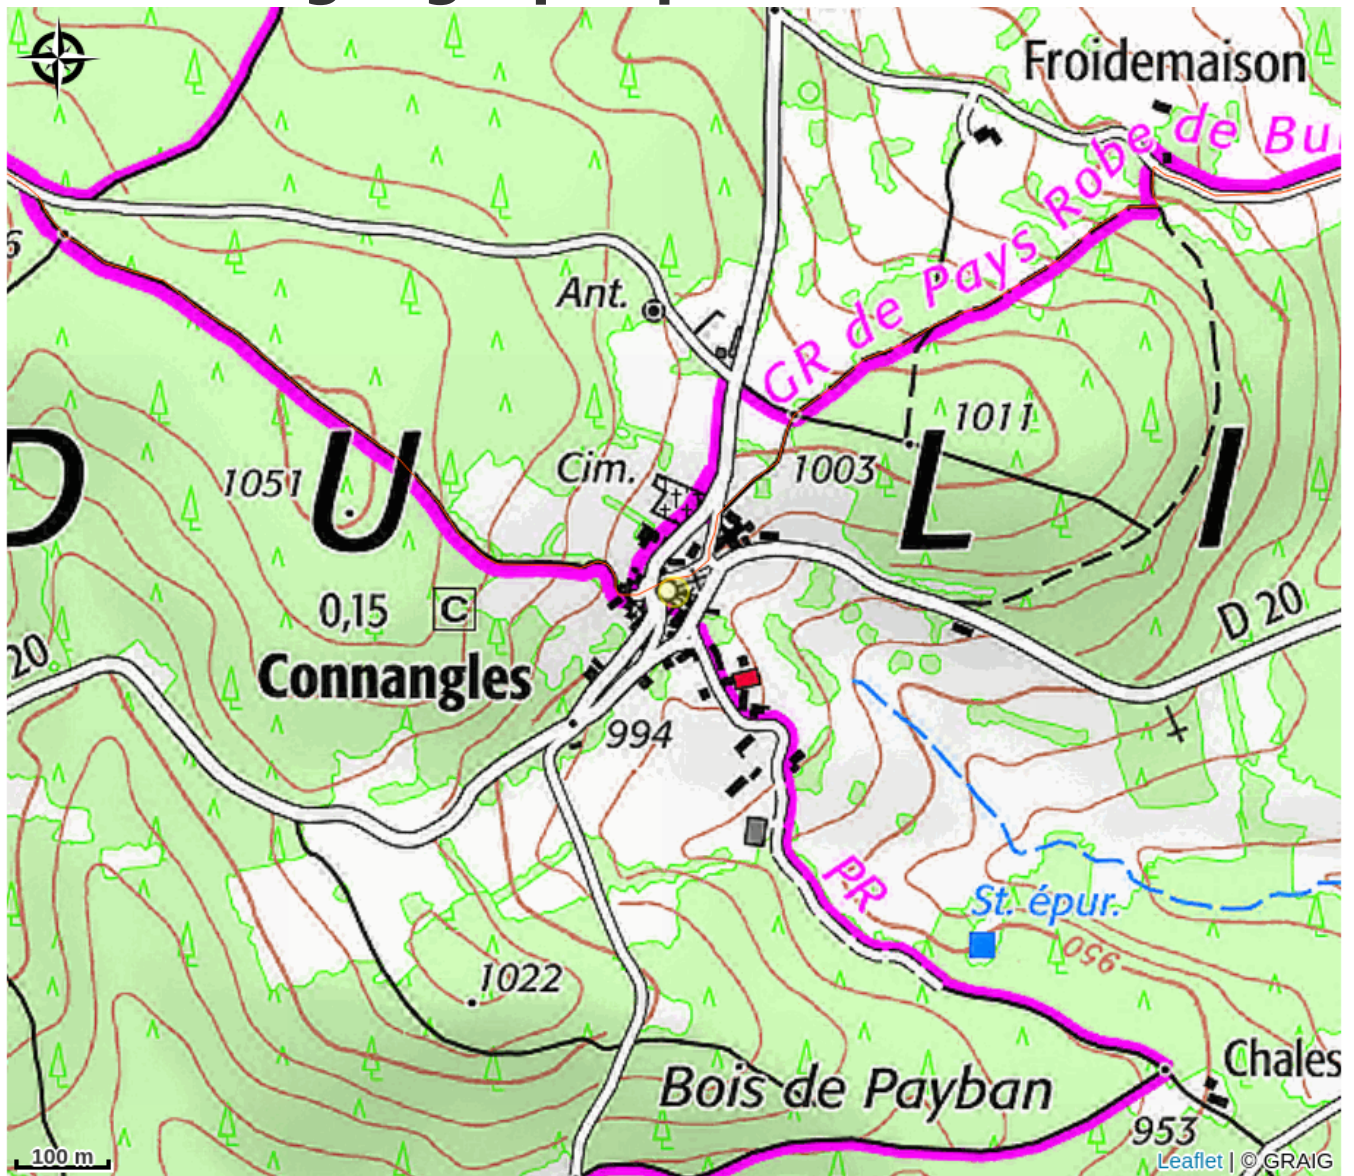 Froidemaison
GR de Pays Robe de Bu
6
Ant.
1011
1003
Cim.
1051
D U L I
0,15
C
D 20
20
Connangles
994
PR
St. épur.
950
1022
Chales
Bois de Payban
953
100 m
Leaflet | © GRAIG